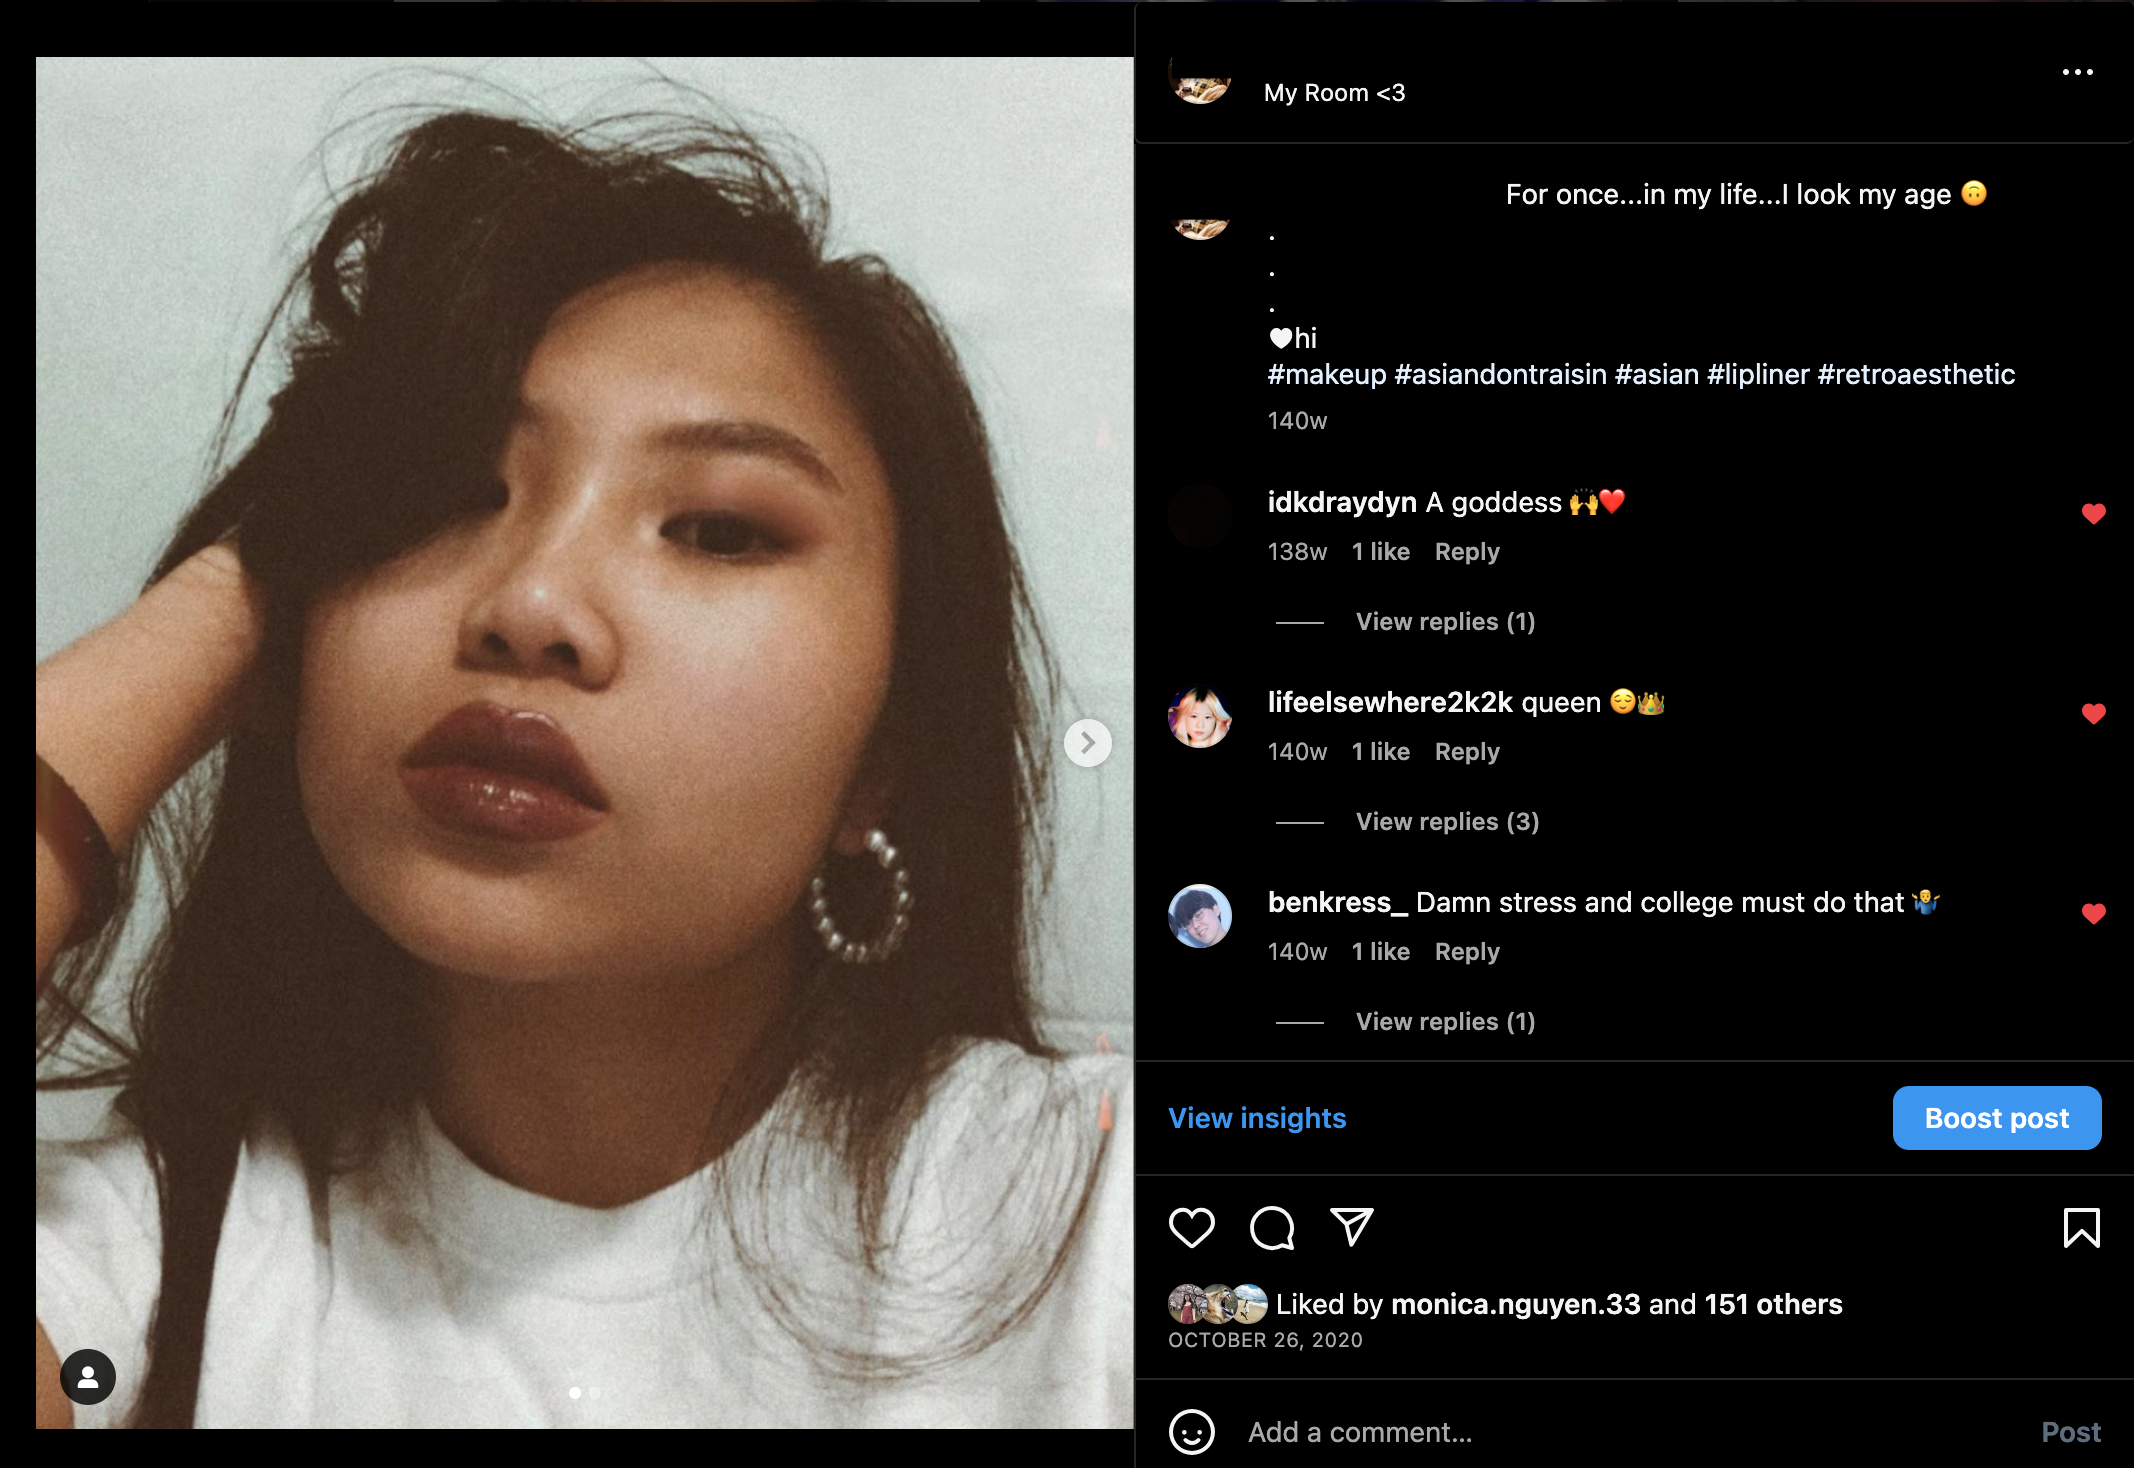 My Room <3
For once...in my life...I look my age 🙃
.
.
.
🤍hi
#makeup #asiandontraisin #asian #lipliner #retroaesthetic
140w
idkdraydyn A goddess 🙌❤️
138w 1 like Reply
View replies (1)
lifeelsewhere2k2k queen 😌👑
140w 1 like Reply
View replies (3)
benkress_ Damn stress and college must do that 🤷‍♂️
140w 1 like Reply
View replies (1)
View insights
Boost post
Liked by monica.nguyen.33 and 151 others
OCTOBER 26, 2020
Add a comment...
Post